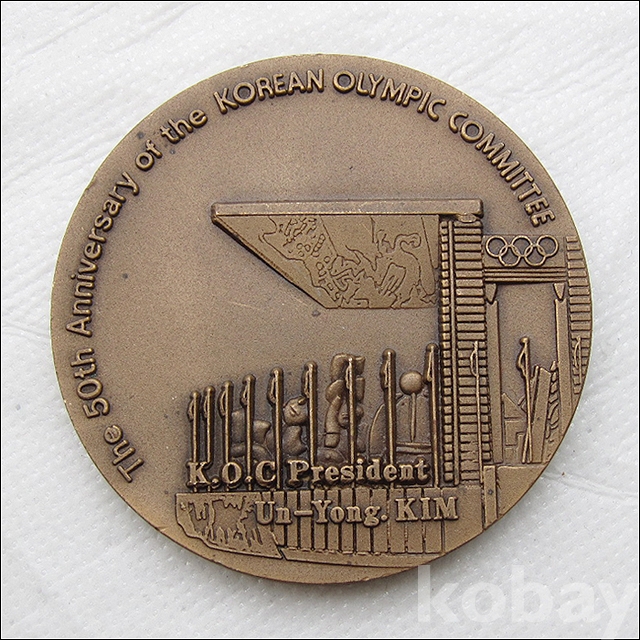 The 50th Anniversary of the KOREAN OLYMPIC COMMITTEE
K.O.C President
Un-Yong. KIM
kobay